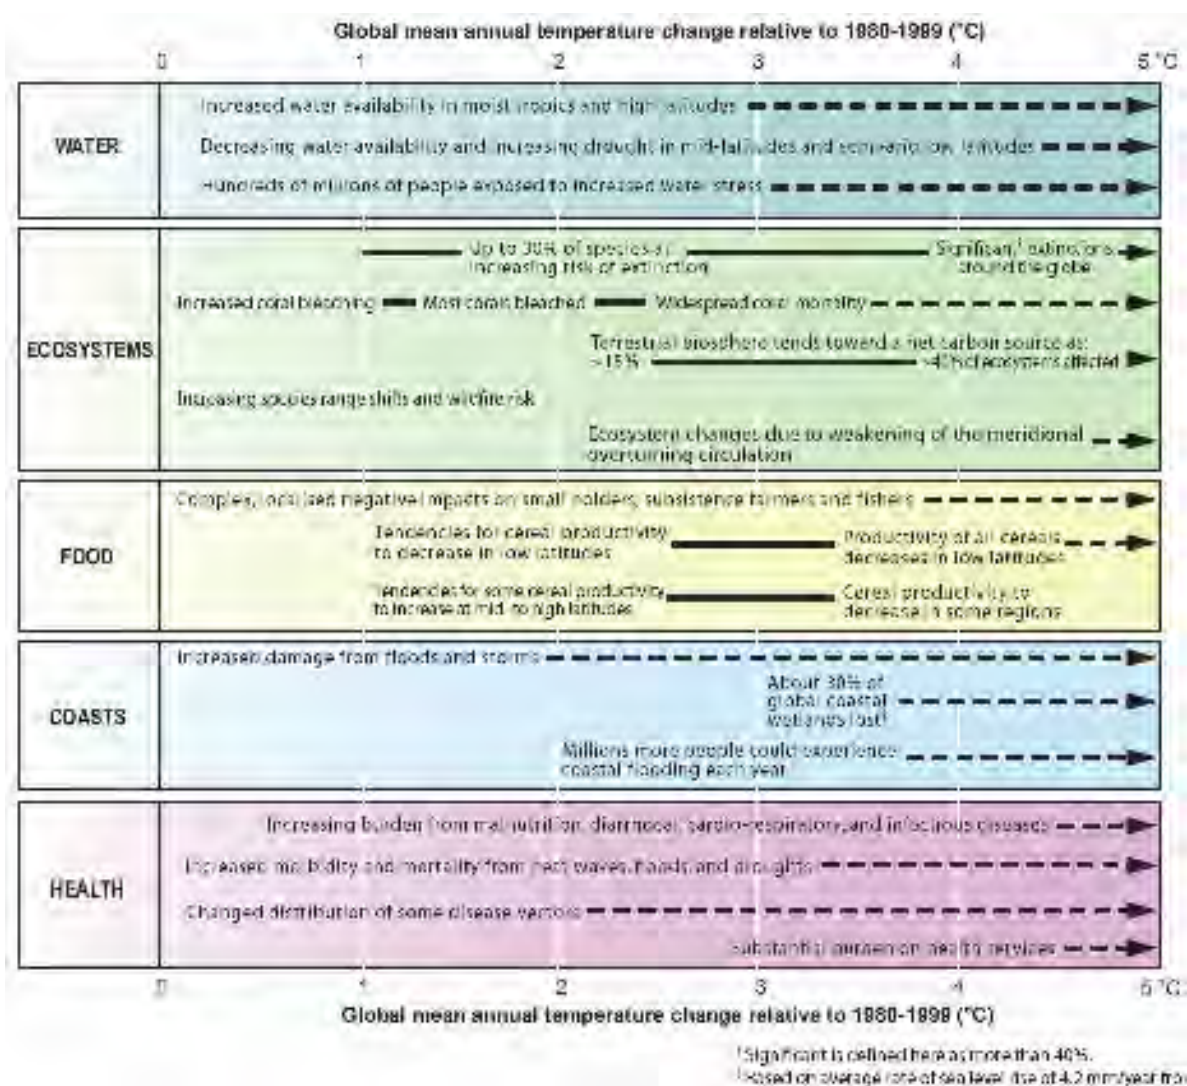 Global mean annual temperature change relative to 1980-1999 (°C)
0 1 2 3 4 5 °C
WATER
Increased water availability in moist tropics and high latitudes
Decreasing water availability and increasing drought in mid-latitudes and semi-arid low latitudes
Hundreds of millions of people exposed to increased water stress
ECOSYSTEMS
Up to 30% of species at
increasing risk of extinction
Significant¹ extinctions
around the globe
Increased coral bleaching Most corals bleached Widespread coral mortality
Terrestrial biosphere tends toward a net carbon source as:
~15% ~40% of ecosystems affected
Increasing species range shifts and wildfire risk
Ecosystem changes due to weakening of the meridional
overturning circulation
FOOD
Complex, localised negative impacts on small holders, subsistence farmers and fishers
Tendencies for cereal productivity
to decrease in low latitudes
Productivity of all cereals
decreases in low latitudes
Tendencies for some cereal productivity
to increase at mid- to high latitudes
Cereal productivity to
decrease in some regions
COASTS
Increased damage from floods and storms
About 30% of
global coastal
wetlands lost²
Millions more people could experience
coastal flooding each year
HEALTH
Increasing burden from malnutrition, diarrhoeal, cardio-respiratory, and infectious diseases
Increased morbidity and mortality from heat waves, floods, and droughts
Changed distribution of some disease vectors
Substantial burden on health services
0 1 2 3 4 5 °C
Global mean annual temperature change relative to 1980-1999 (°C)
¹ Significant is defined here as more than 40%.
² Based on average rate of sea level rise of 4.2 mm/year fro